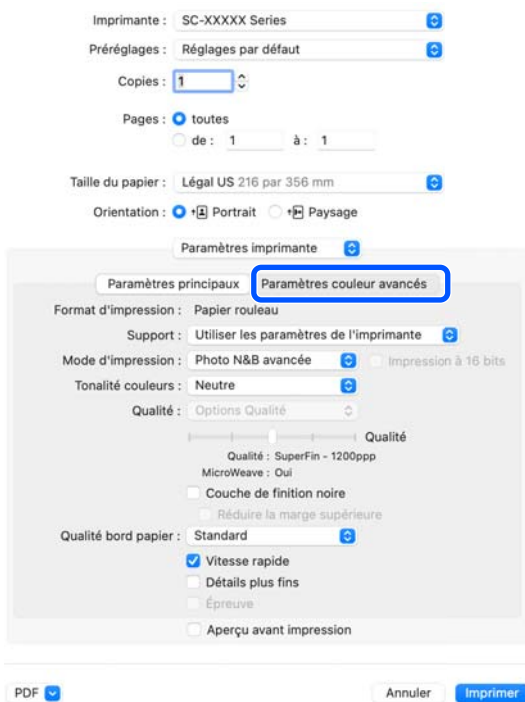 Imprimante : SC-XXXXX Series
Préréglages : Réglages par défaut
Copies : 1
Pages : toutes
de : 1 à : 1
Taille du papier : Légal US 216 par 356 mm
Orientation : Portrait Paysage
Paramètres imprimante
Paramètres principaux Paramètres couleur avancés
Format d'impression : Papier rouleau
Support : Utiliser les paramètres de l'imprimante
Mode d'impression : Photo N&B avancée Impression à 16 bits
Tonalité couleurs : Neutre
Qualité : Options Qualité
Qualité
Qualité : SuperFin - 1200ppp
MicroWeave : Oui
Couche de finition noire
Réduire la marge supérieure
Qualité bord papier : Standard
Vitesse rapide
Détails plus fins
Épreuve
Aperçu avant impression
PDF Annuler Imprimer